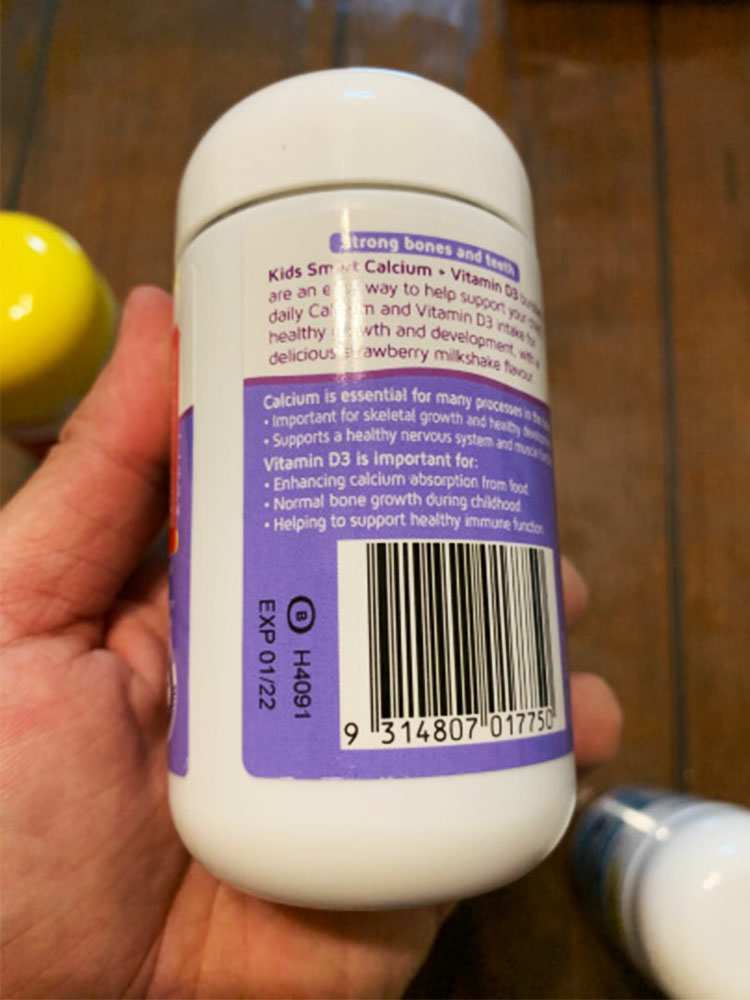 Strong bones and teeth
Kids Smart Calcium • Vitamin D3
are an way to help support your
daily Calcium and Vitamin D3 intake for
healthy growth and development, with a
delicious strawberry milkshake flavour
Calcium is essential for many processes in the
• Important for skeletal growth and healthy
• Supports a healthy nervous system and muscle
Vitamin D3 is important for:
• Enhancing calcium absorption from food
• Normal bone growth during childhood
• Helping to support healthy immune function
B H4091
EXP 01/22
9 314807 017750